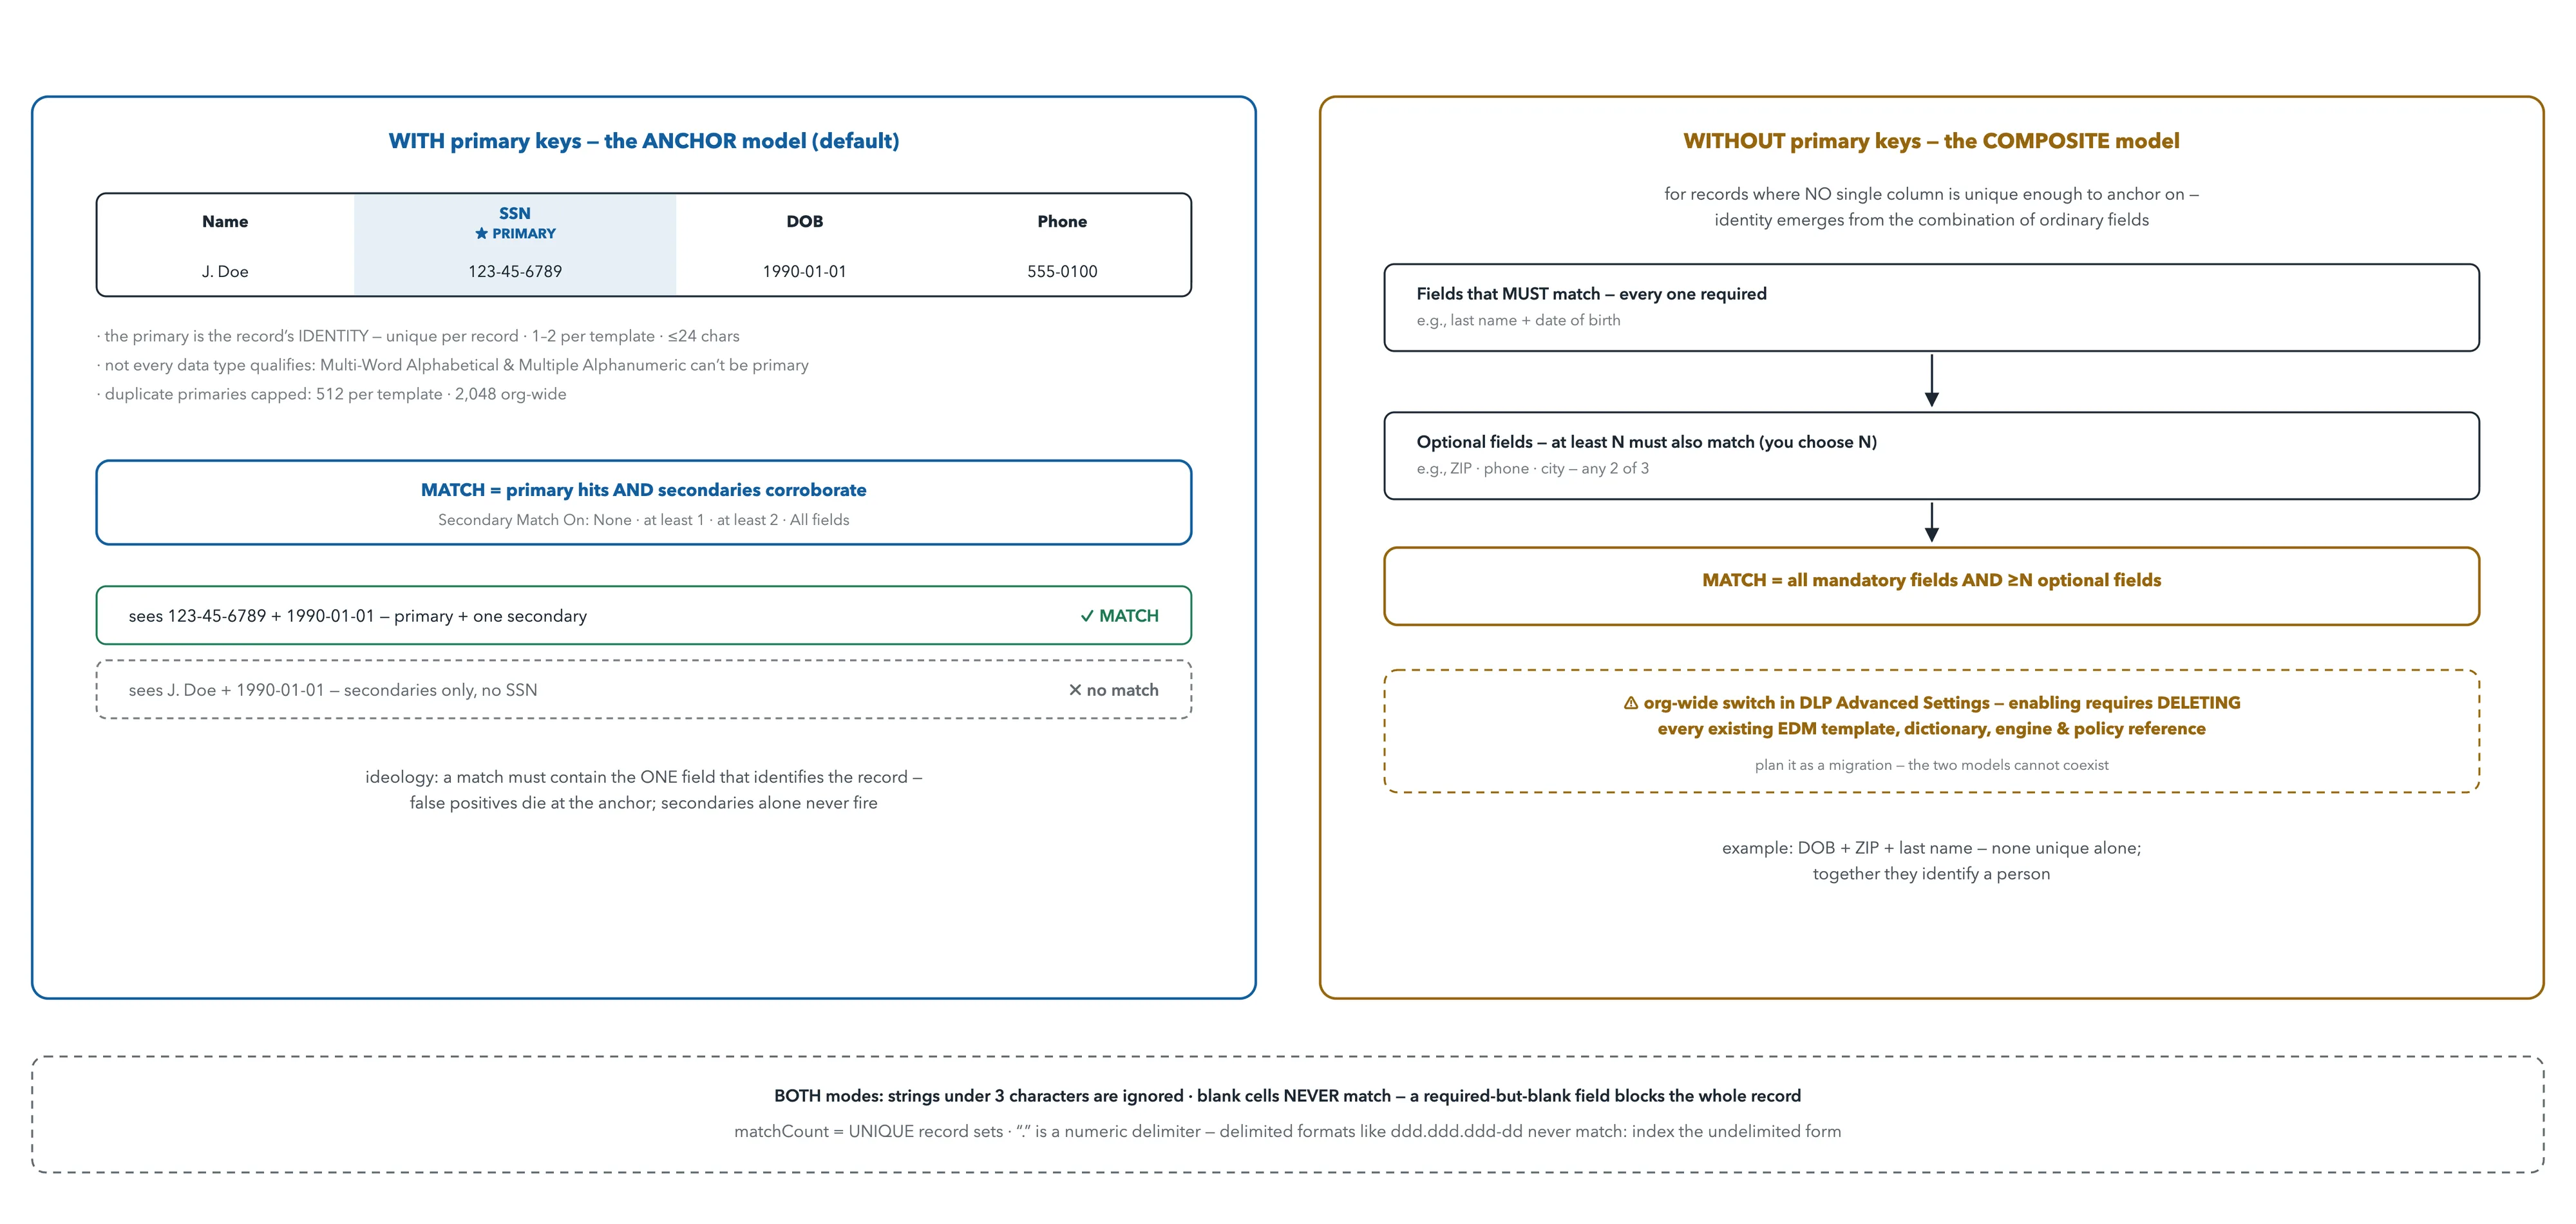 WITH primary keys – the ANCHOR model (default)
Name
SSN
★ PRIMARY
DOB
Phone
J. Doe
123-45-6789
1990-01-01
555-0100
· the primary is the record’s IDENTITY – unique per record · 1–2 per template · ≤24 chars
· not every data type qualifies: Multi-Word Alphabetical & Multiple Alphanumeric can’t be primary
· duplicate primaries capped: 512 per template · 2,048 org-wide
MATCH = primary hits AND secondaries corroborate
Secondary Match On: None · at least 1 · at least 2 · All fields
sees 123-45-6789 + 1990-01-01 – primary + one secondary
✓ MATCH
sees J. Doe + 1990-01-01 – secondaries only, no SSN
✕ no match
ideology: a match must contain the ONE field that identifies the record –
false positives die at the anchor; secondaries alone never fire
WITHOUT primary keys – the COMPOSITE model
for records where NO single column is unique enough to anchor on –
identity emerges from the combination of ordinary fields
Fields that MUST match – every one required
e.g., last name + date of birth
Optional fields – at least N must also match (you choose N)
e.g., ZIP · phone · city – any 2 of 3
MATCH = all mandatory fields AND ≥N optional fields
⚠ org-wide switch in DLP Advanced Settings – enabling requires DELETING
every existing EDM template, dictionary, engine & policy reference
plan it as a migration – the two models cannot coexist
example: DOB + ZIP + last name – none unique alone;
together they identify a person
BOTH modes: strings under 3 characters are ignored · blank cells NEVER match – a required-but-blank field blocks the whole record
matchCount = UNIQUE record sets · “.” is a numeric delimiter – delimited formats like ddd.ddd.ddd-dd never match: index the undelimited form